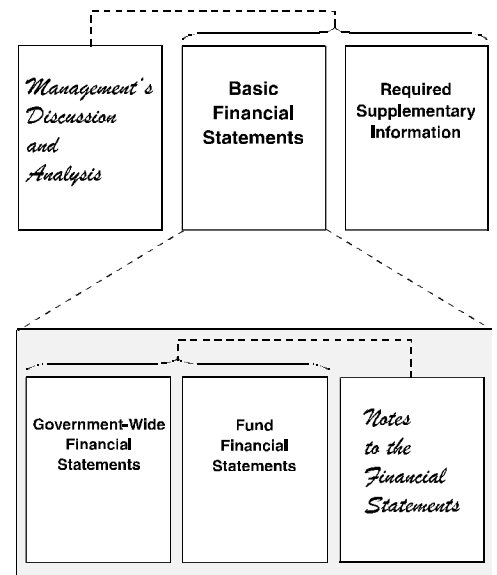 Management's
Discussion
and
Analysis
Basic
Financial
Statements
Required
Supplementary
Information
Government-Wide
Financial
Statements
Fund
Financial
Statements
Notes
to the
Financial
Statements